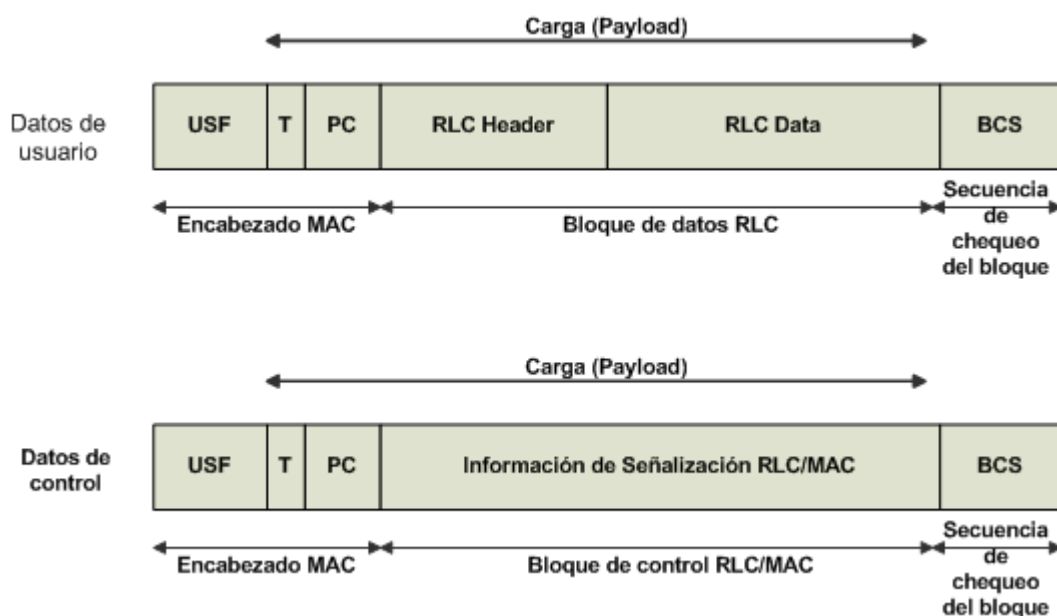 Carga (Payload)
Datos de
usuario
USF
T
PC
RLC Header
RLC Data
BCS
Encabezado MAC
Bloque de datos RLC
Secuencia
de
chequeo
del bloque
Carga (Payload)
Datos de
control
USF
T
PC
Información de Señalización RLC/MAC
BCS
Encabezado MAC
Bloque de control RLC/MAC
Secuencia
de
chequeo
del bloque